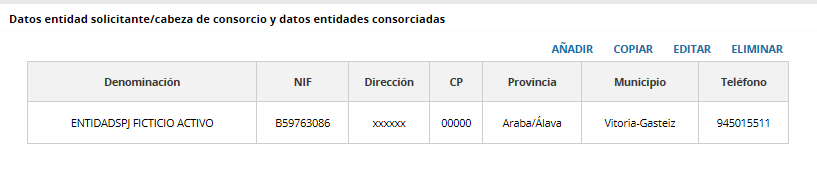 Datos entidad solicitante/cabeza de consorcio y datos entidades consorciadas
AÑADIR COPIAR EDITAR ELIMINAR
Denominación NIF Dirección CP Provincia Municipio Teléfono
ENTIDADSPJ FICTICIO ACTIVO B59763086 xxxxxx 00000 Araba/Álava Vitoria-Gasteiz 945015511